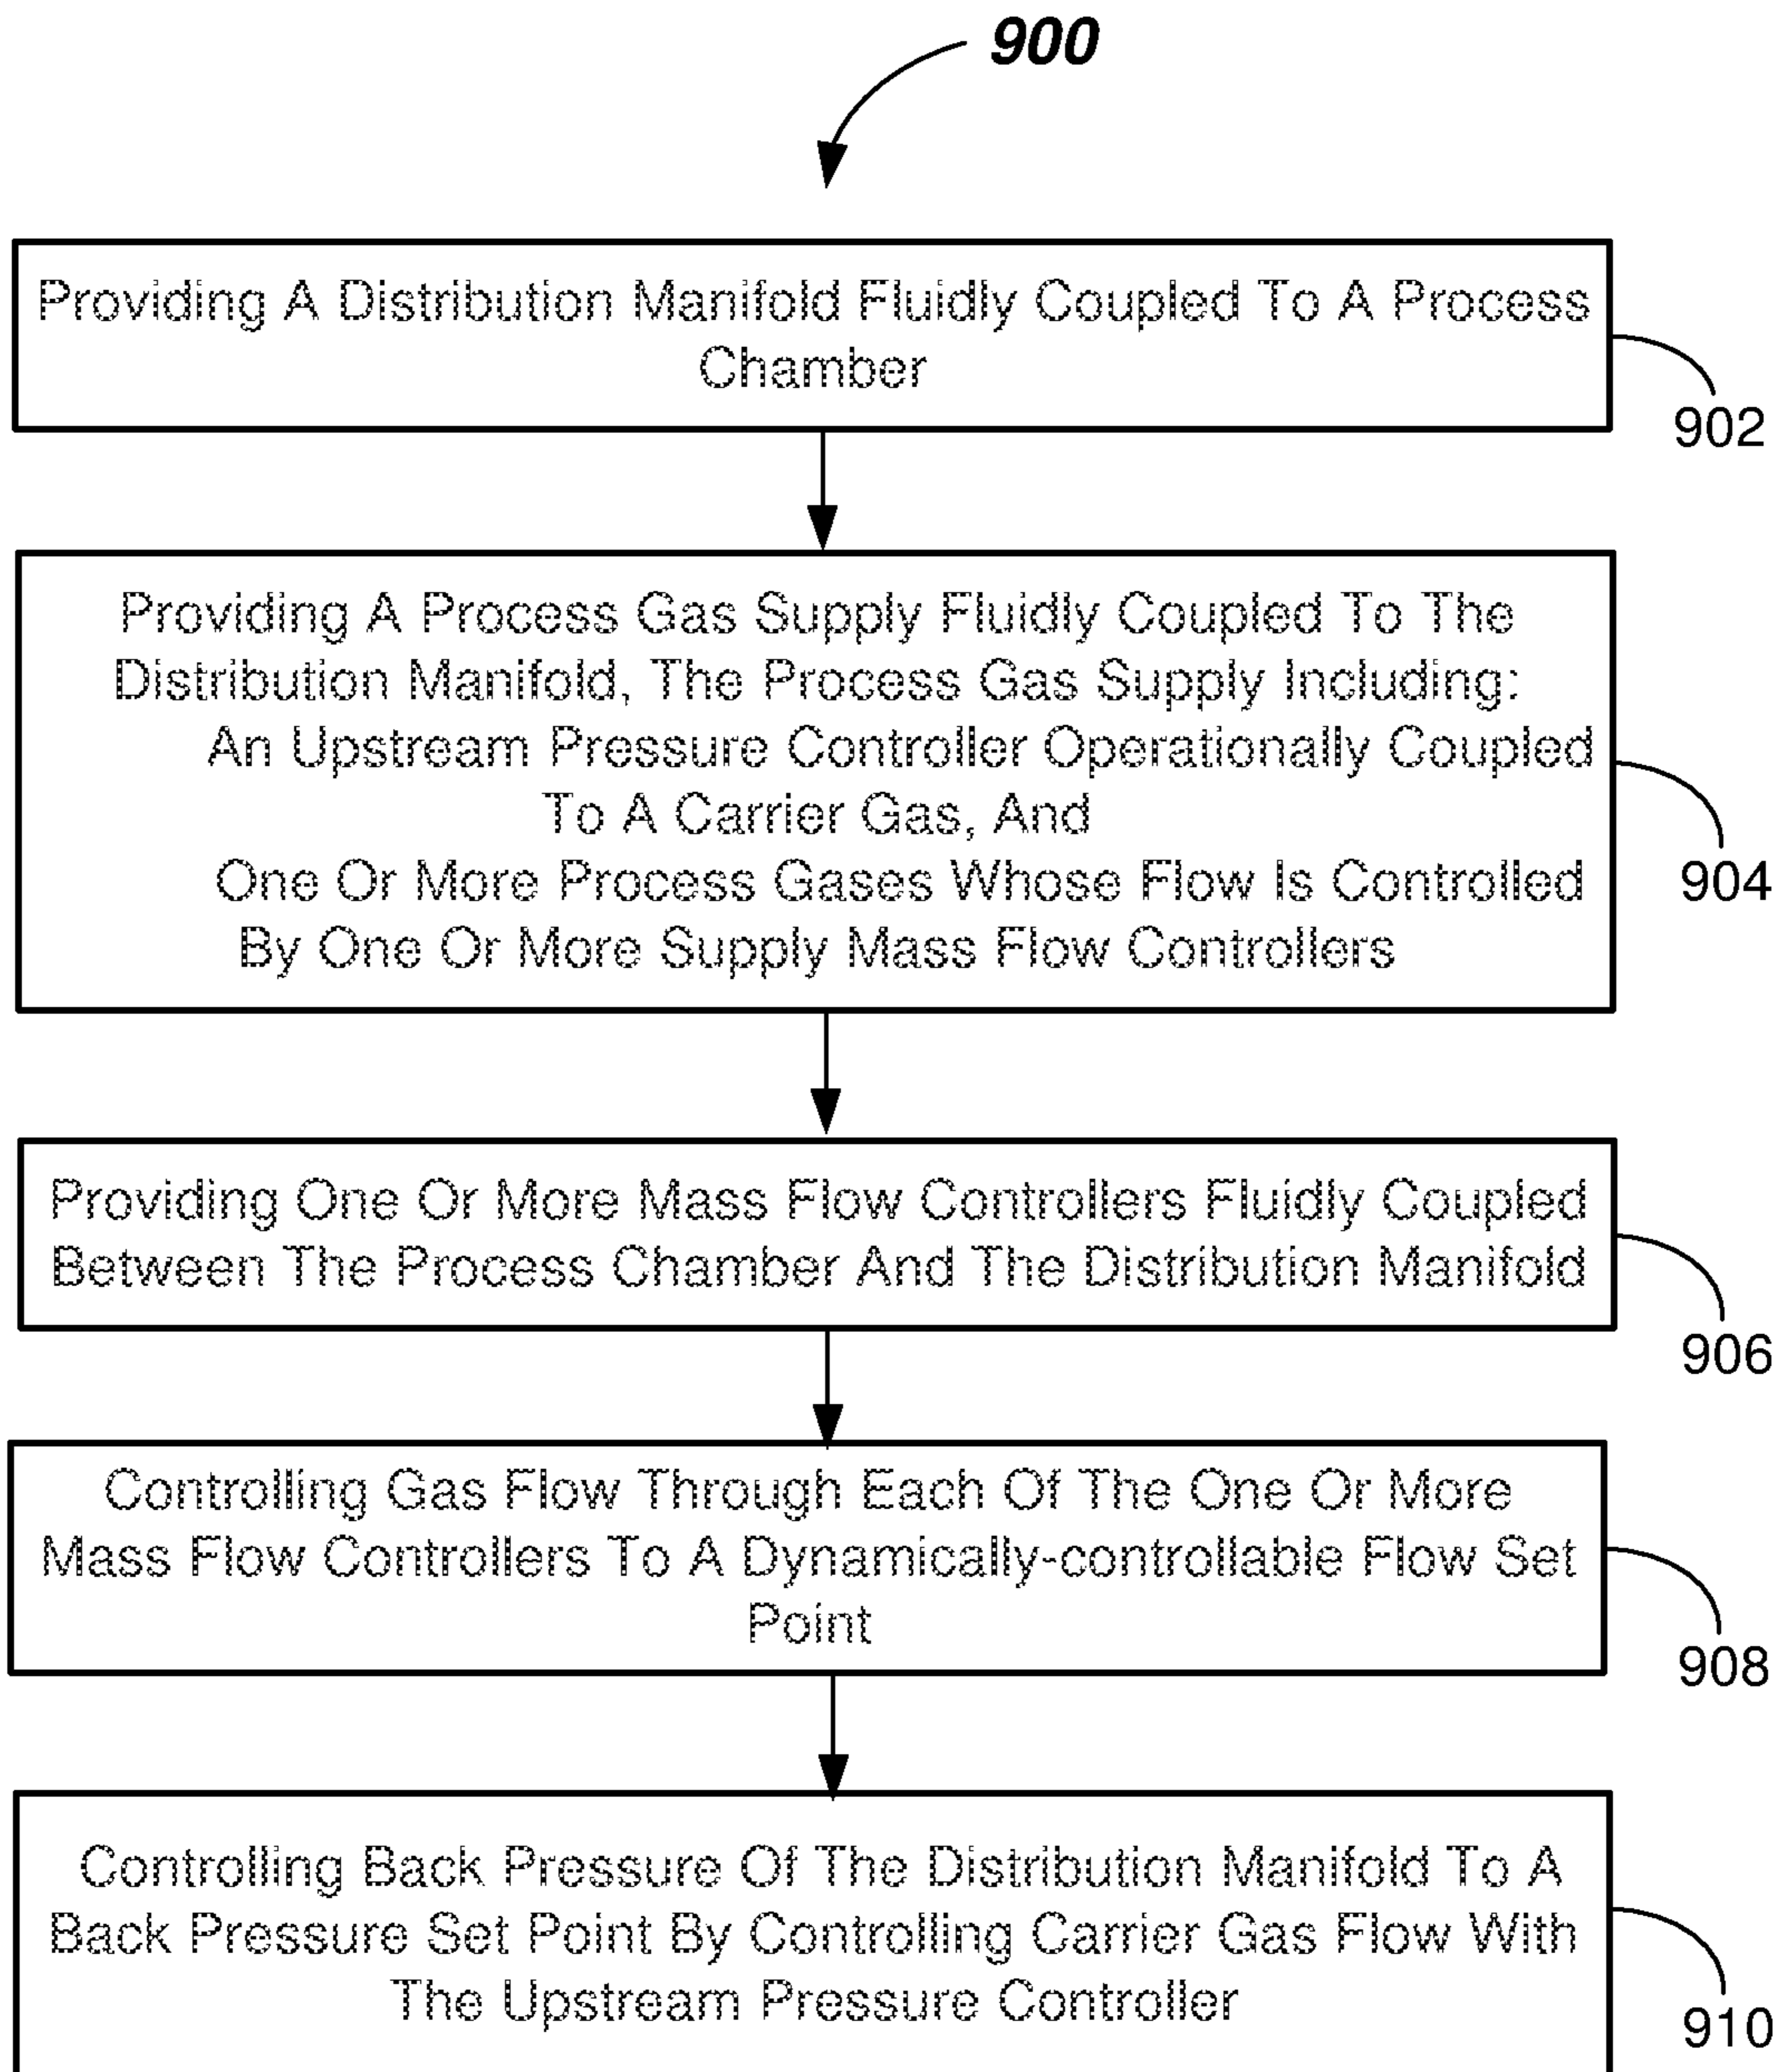 900
Providing A Distribution Manifold Fluidly Coupled To A Process
Chamber
902
Providing A Process Gas Supply Fluidly Coupled To The
Distribution Manifold, The Process Gas Supply Including:
An Upstream Pressure Controller Operationally Coupled
To A Carrier Gas, And
One Or More Process Gases Whose Flow Is Controlled
By One Or More Supply Mass Flow Controllers
904
Providing One Or More Mass Flow Controllers Fluidly Coupled
Between The Process Chamber And The Distribution Manifold
906
Controlling Gas Flow Through Each Of The One Or More
Mass Flow Controllers To A Dynamically-controllable Flow Set
Point
908
Controlling Back Pressure Of The Distribution Manifold To A
Back Pressure Set Point By Controlling Carrier Gas Flow With
The Upstream Pressure Controller
910